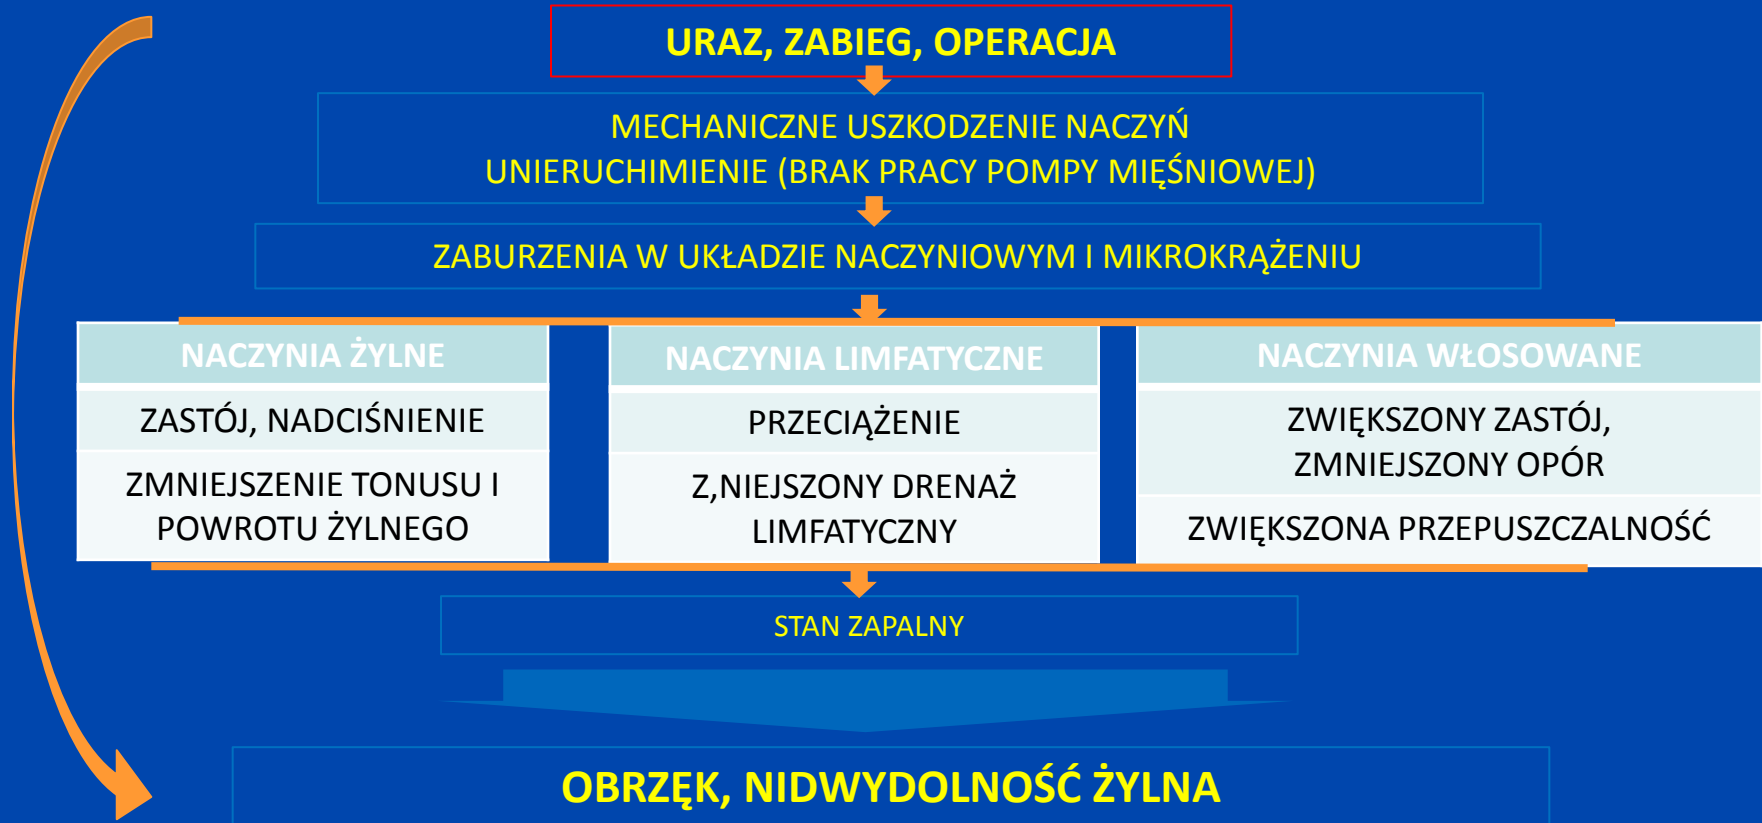 URAZ, ZABIEG, OPERACJA
MECHANICZNE USZKODZENIE NACZYŃ
UNIERUCHIMIENIE (BRAK PRACY POMPY MIĘŚNIOWEJ)
ZABURZENIA W UKŁADZIE NACZYNIOWYM I MIKROKRĄŻENIU
NACZYNIA ŻYLNE
ZASTÓJ, NADCIŚNIENIE
ZMNIEJSZENIE TONUSU I
POWROTU ŻYLNEGO
NACZYNIA LIMFATYCZNE
PRZECIĄŻENIE
Z,NIEJSZONY DRENAŻ
LIMFATYCZNY
NACZYNIA WŁOSOWANE
ZWIĘKSZONY ZASTÓJ,
ZMNIEJSZONY OPÓR
ZWIĘKSZONA PRZEPUSZCZALNOŚĆ
STAN ZAPALNY
OBRZĘK, NIDWYDOLNOŚĆ ŻYLNA